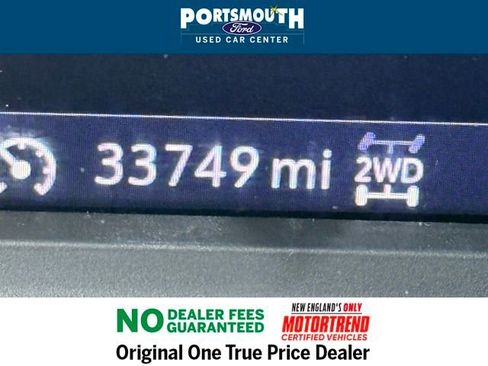 PORTSMOUTH
Ford
USED CAR CENTER
33749 mi 2WD
NO DEALER FEES GUARANTEED
NEW ENGLAND'S ONLY
MOTORTREND
CERTIFIED VEHICLES
Original One True Price Dealer